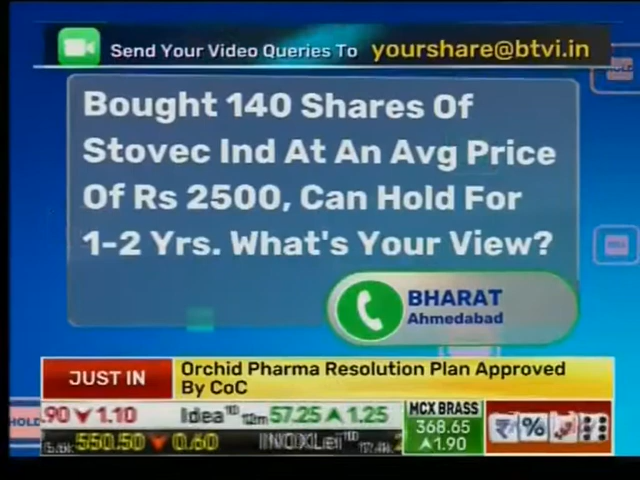 Send Your Video Queries To yourshare@btvi.in
Bought 140 Shares Of
Stovec Ind At An Avg Price
Of Rs 2500, Can Hold For
1-2 Yrs. What's Your View?
BHARAT
Ahmedabad
JUST IN
Orchid Pharma Resolution Plan Approved
By CoC
.90 ▼ 1.10 Idea 12m 57.25 ▲ 1.25
550.50 ▼ 0.60 INOXLei
MCX BRASS
368.65
▲1.90
₹ %
HOLD